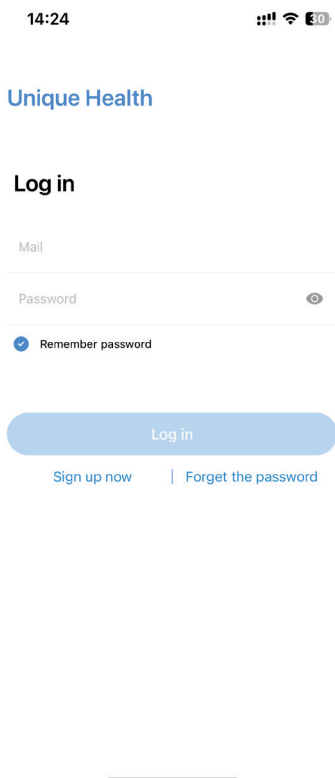 14:24
30
Unique Health
Log in
Mail
Password
Remember password
Log in
Sign up now | Forget the password